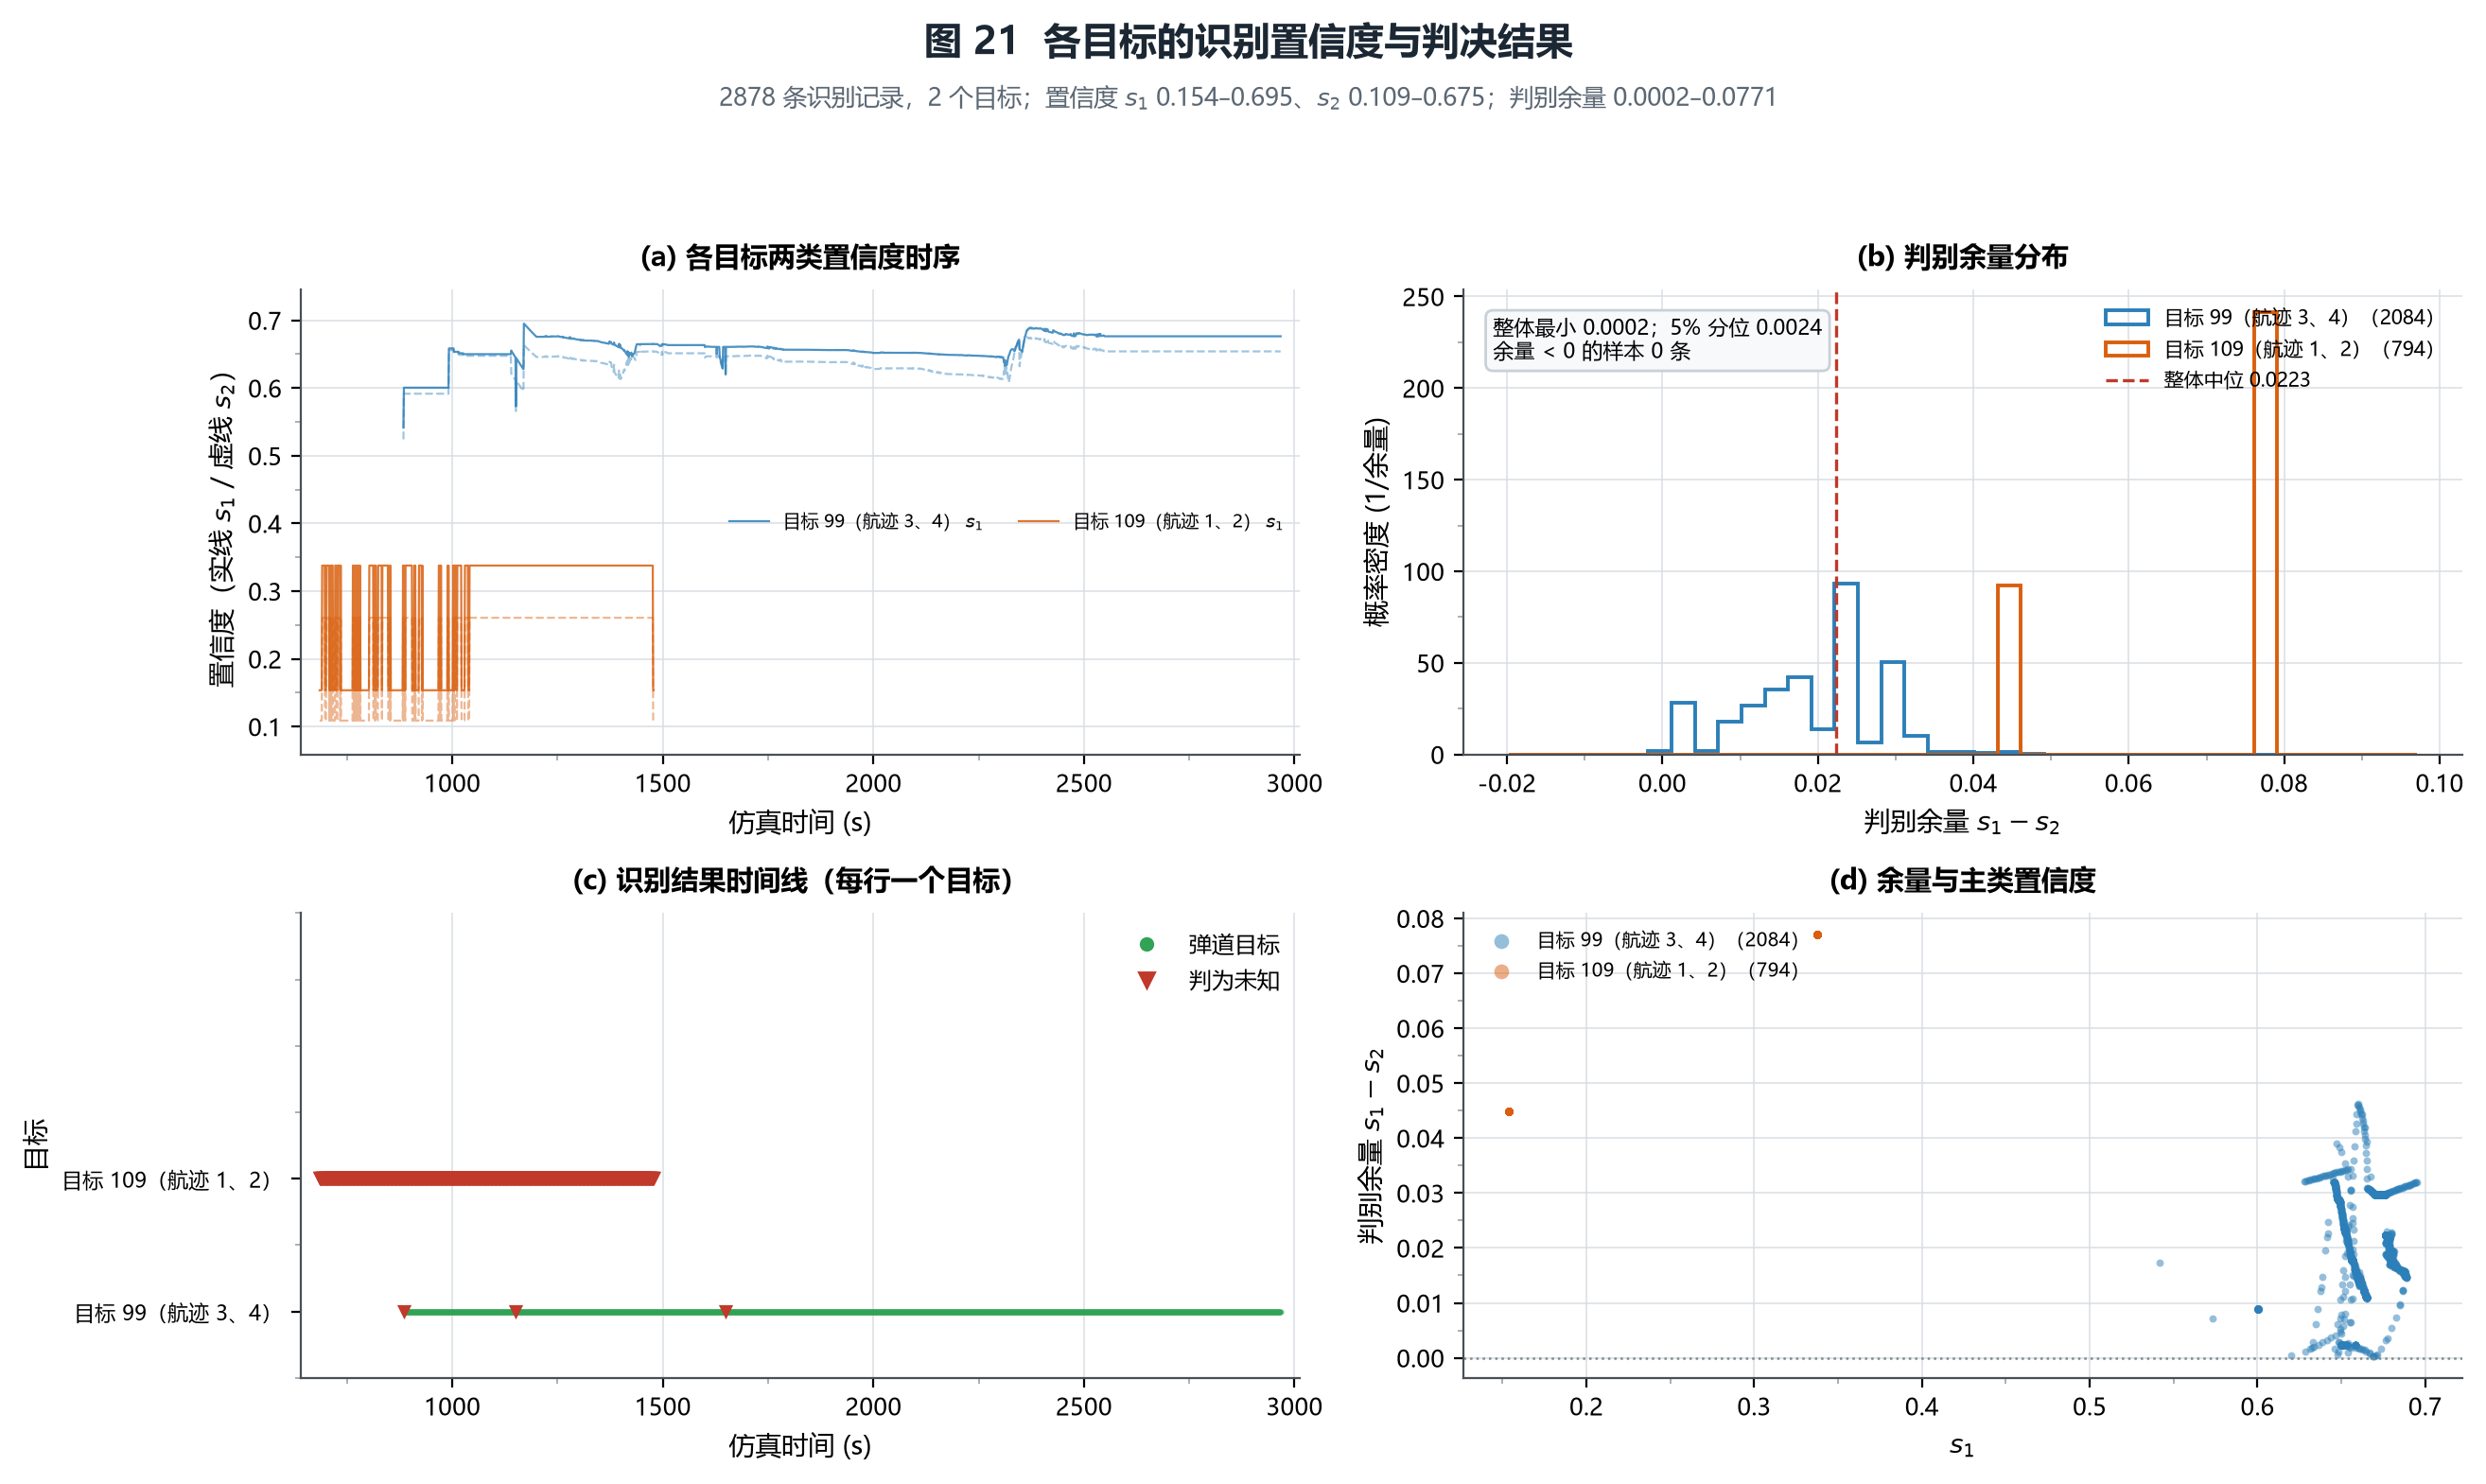 图 21 各目标的识别置信度与判决结果
2878 条识别记录，2 个目标；置信度 s₁ 0.154–0.695、s₂ 0.109–0.675；判别余量 0.0002–0.0771
(a) 各目标两类置信度时序
置信度（实线 s₁ / 虚线 s₂）
0.7
0.6
0.5
0.4
0.3
0.2
0.1
目标 99（航迹 3、4） s₁
目标 109（航迹 1、2） s₁
1000 1500 2000 2500 3000
仿真时间 (s)
(b) 判别余量分布
概率密度 (1/余量)
250
200
150
100
50
0
整体最小 0.0002；5% 分位 0.0024
余量 < 0 的样本 0 条
目标 99（航迹 3、4）（2084）
目标 109（航迹 1、2）（794）
整体中位 0.0223
-0.02 0.00 0.02 0.04 0.06 0.08 0.10
判别余量 s₁ − s₂
(c) 识别结果时间线（每行一个目标）
目标
弹道目标
判为未知
目标 109（航迹 1、2）
目标 99（航迹 3、4）
1000 1500 2000 2500 3000
仿真时间 (s)
(d) 余量与主类置信度
判别余量 s₁ − s₂
0.08
0.07
0.06
0.05
0.04
0.03
0.02
0.01
0.00
目标 99（航迹 3、4）（2084）
目标 109（航迹 1、2）（794）
0.2 0.3 0.4 0.5 0.6 0.7
s₁